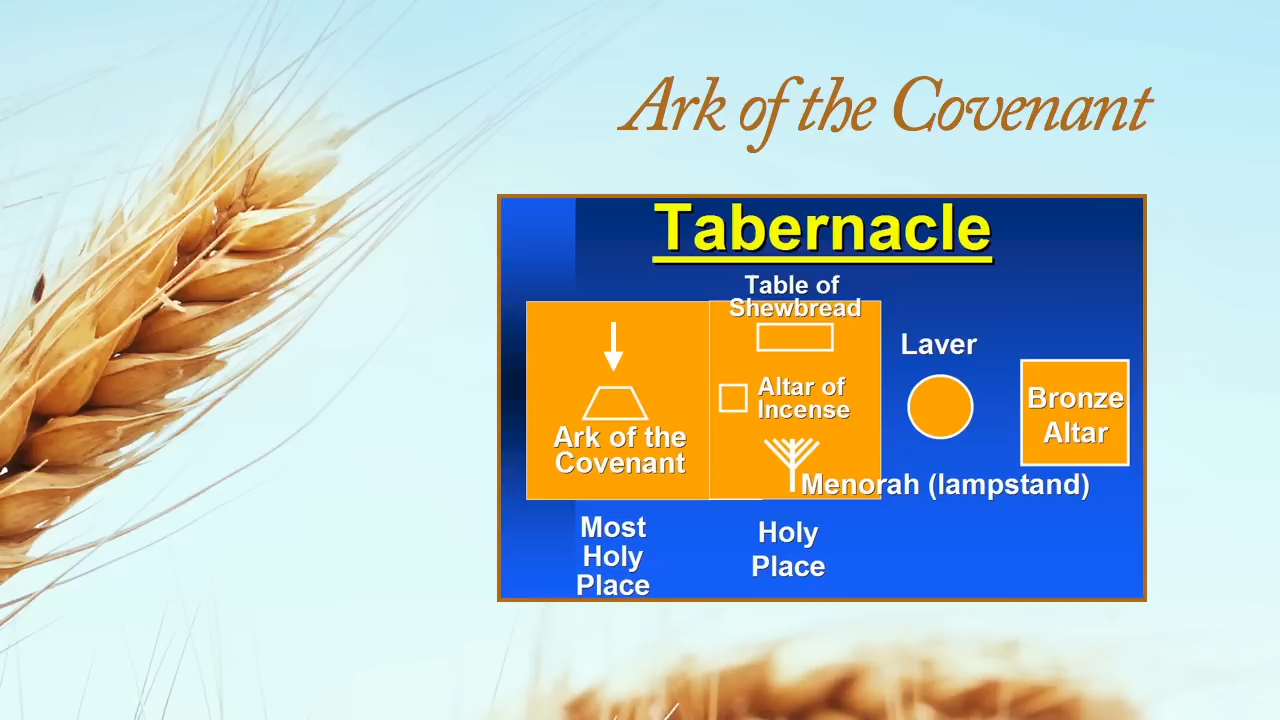 Ark of the Covenant
Tabernacle
Table of
Shewbread
Laver
Altar of
Incense
Bronze
Altar
Ark of the
Covenant
Menorah (lampstand)
Most
Holy
Place
Holy
Place